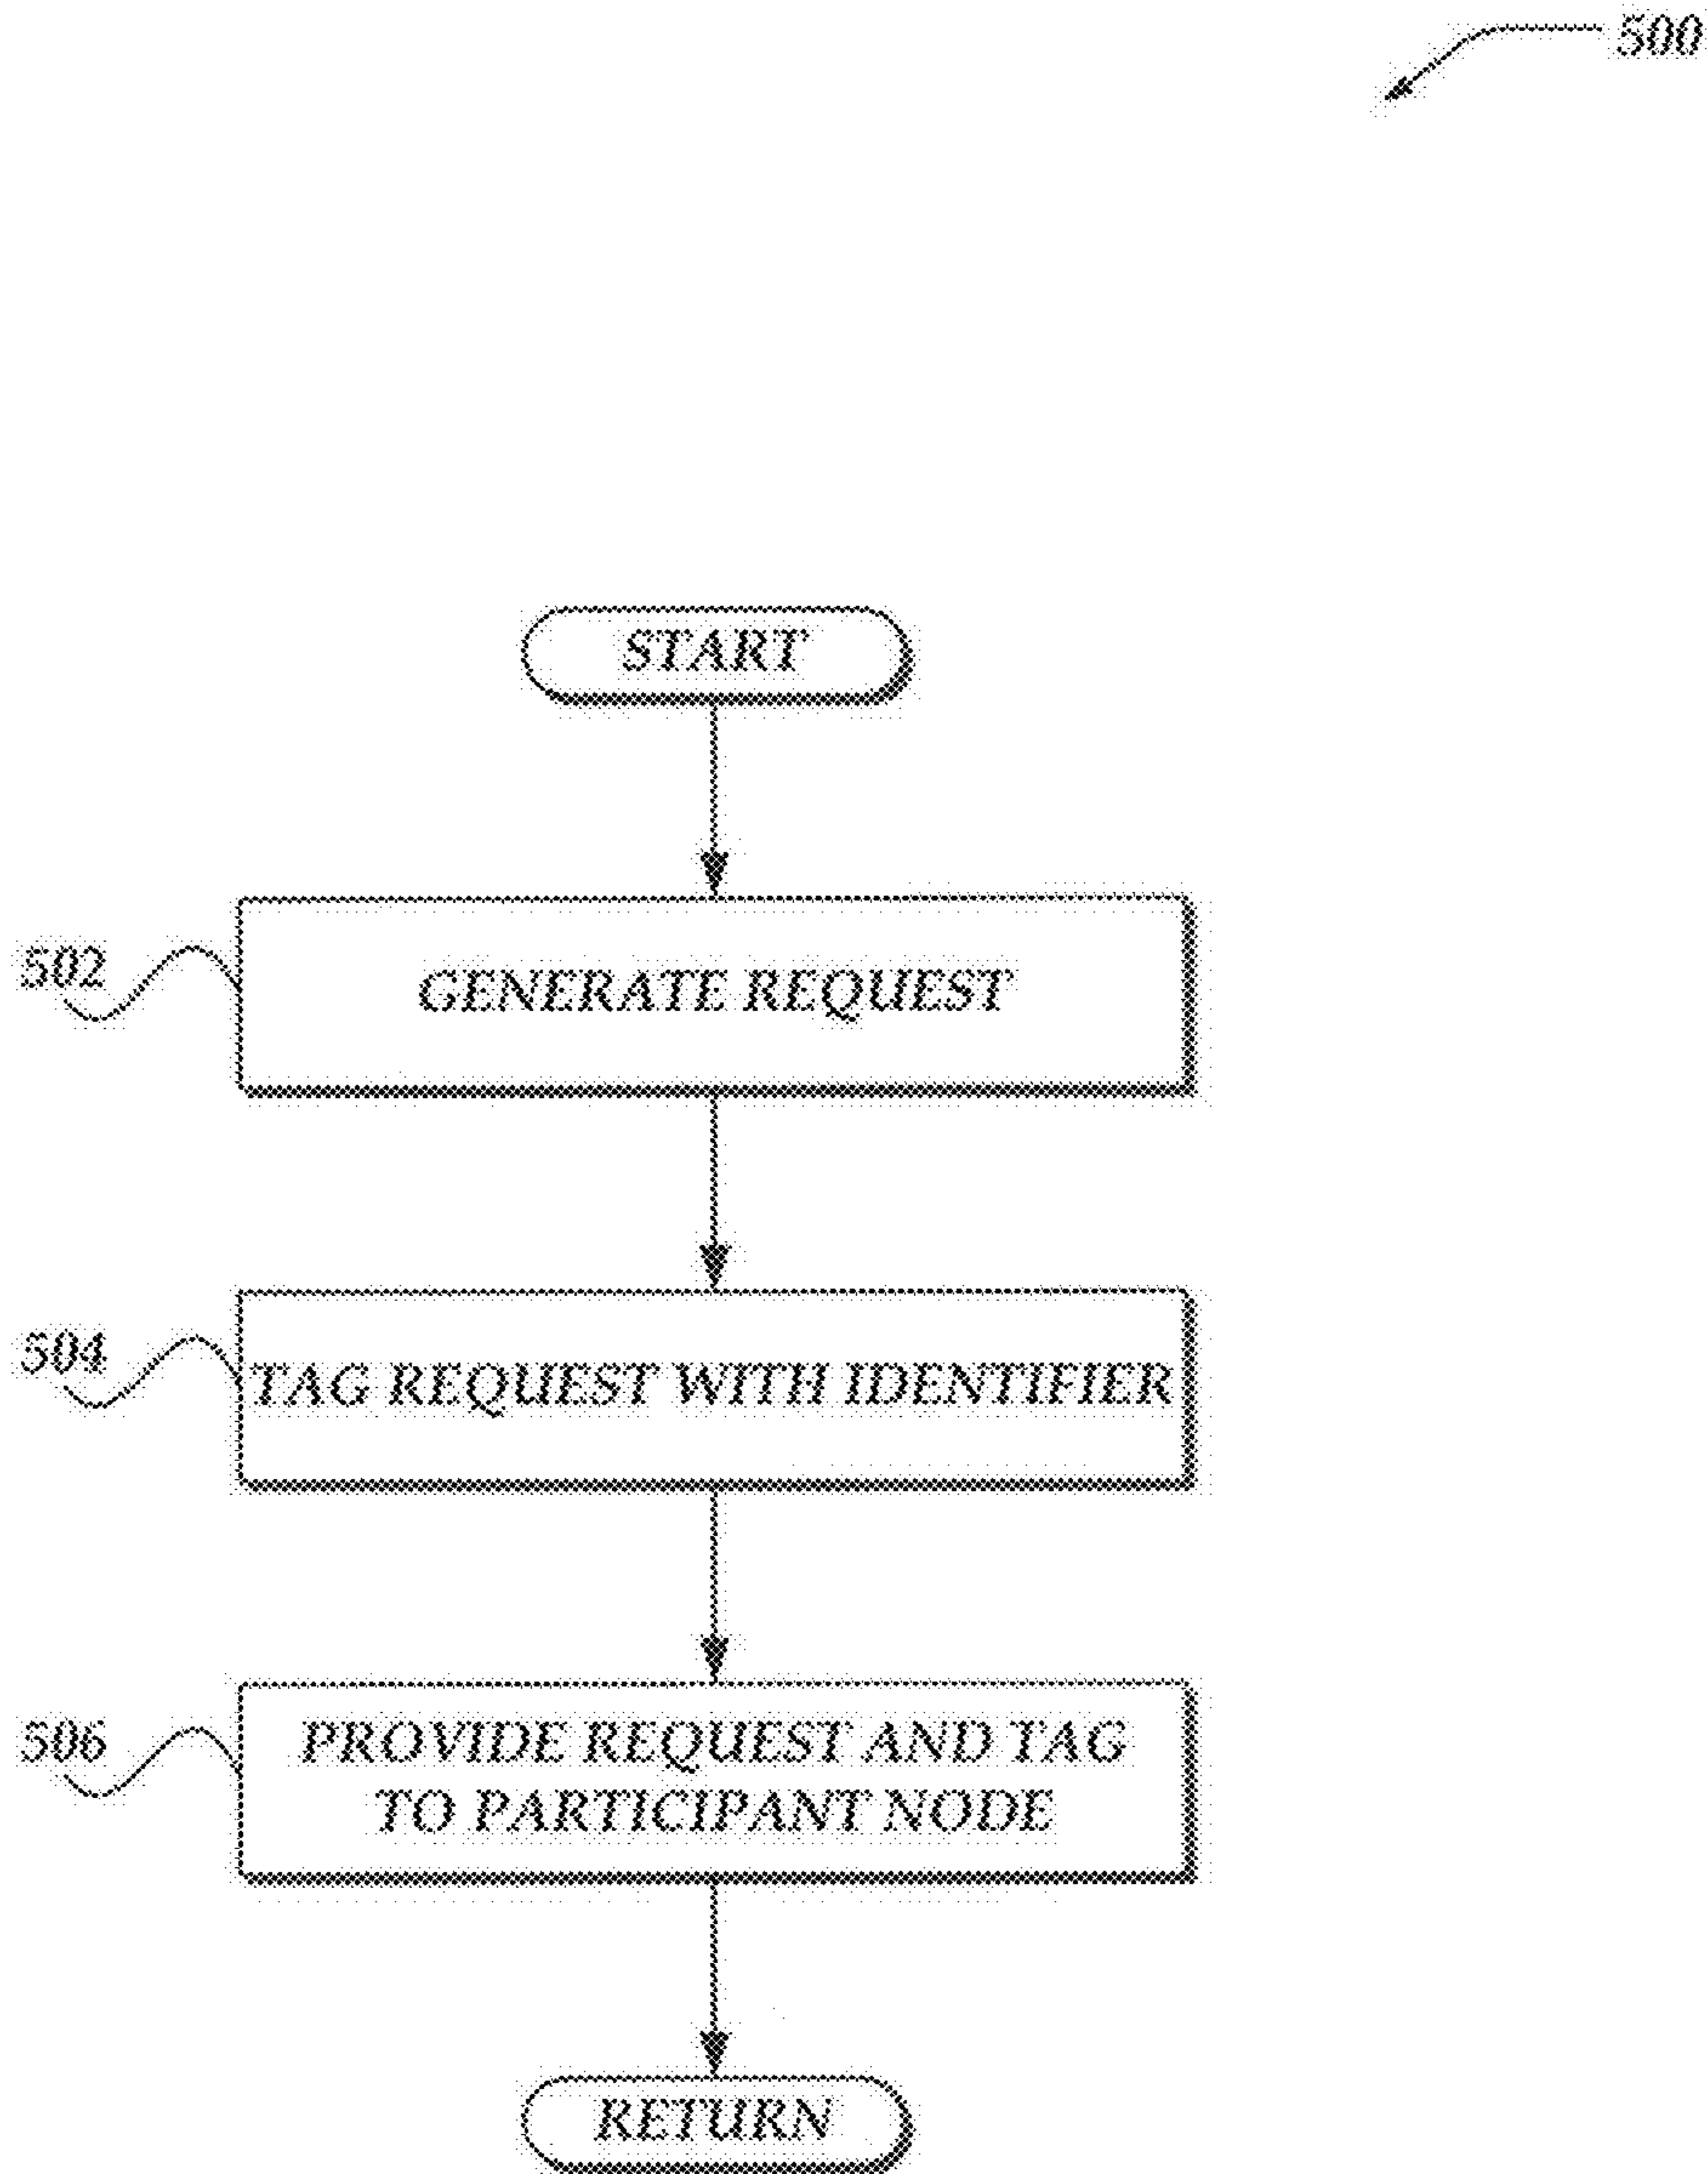 500
START
502
GENERATE REQUEST
504
TAG REQUEST WITH IDENTIFIER
506
PROVIDE REQUEST AND TAG
TO PARTICIPANT NODE
RETURN